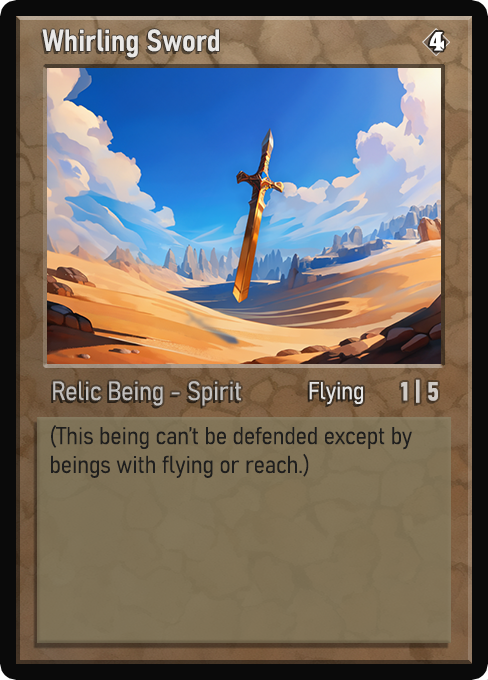 Whirling Sword 4
Relic Being - Spirit Flying 1|5
(This being can't be defended except by
beings with flying or reach.)